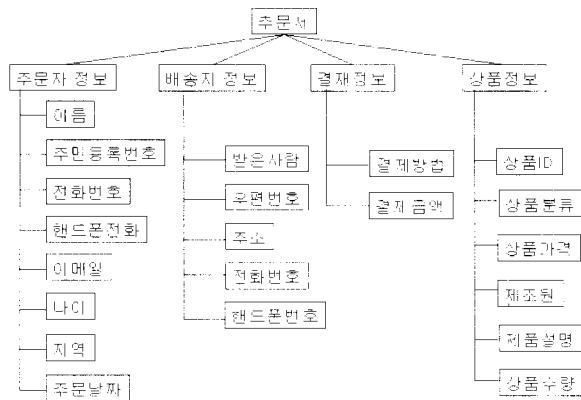 주문서
주문자 정보
배송지 정보
결재정보
상품정보
이름
주민등록번호
전화번호
핸드폰전화
이메일
나이
지역
주문날짜
받은사람
우편번호
주소
전화번호
핸드폰번호
결제방법
결제금액
상품ID
상품분류
상품가격
제조원
제품설명
상품수량